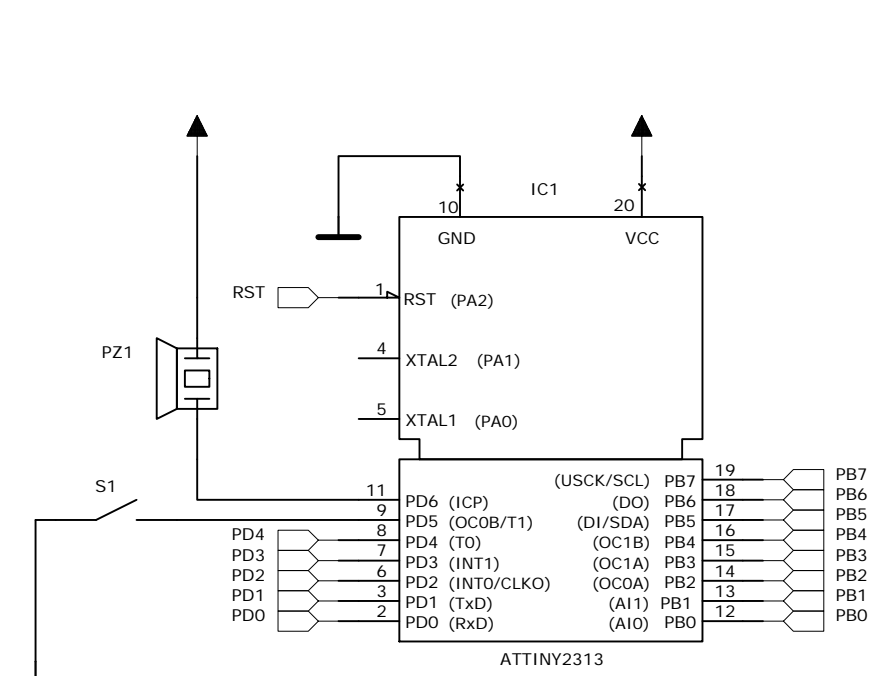 IC1
10 20
GND VCC
RST 1 RST (PA2)
PZ1
4 XTAL2 (PA1)
5 XTAL1 (PA0)
S1
(USCK/SCL) PB7 19 PB7
11 PD6 (ICP) (DO) PB6 18 PB6
9 PD5 (OC0B/T1) (DI/SDA) PB5 17 PB5
PD4 8 PD4 (T0) (OC1B) PB4 16 PB4
PD3 7 PD3 (INT1) (OC1A) PB3 15 PB3
PD2 6 PD2 (INT0/CLKO) (OC0A) PB2 14 PB2
PD1 3 PD1 (TxD) (AI1) PB1 13 PB1
PD0 2 PD0 (RxD) (AI0) PB0 12 PB0
ATTINY2313